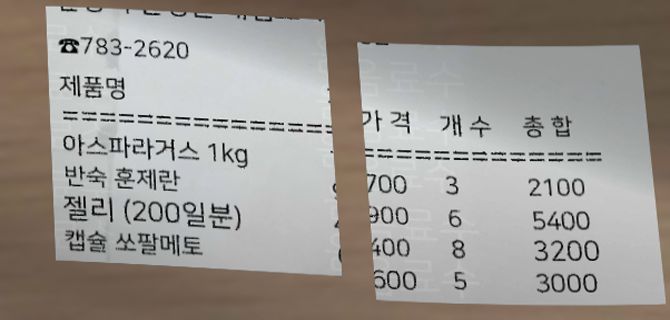 ☎783-2620
제품명 가격 개수 총합
================================
아스파라거스 1kg 700 3 2100
반숙 훈제란 900 6 5400
젤리 (200일분) 400 8 3200
캡슐 쏘팔메토 600 5 3000